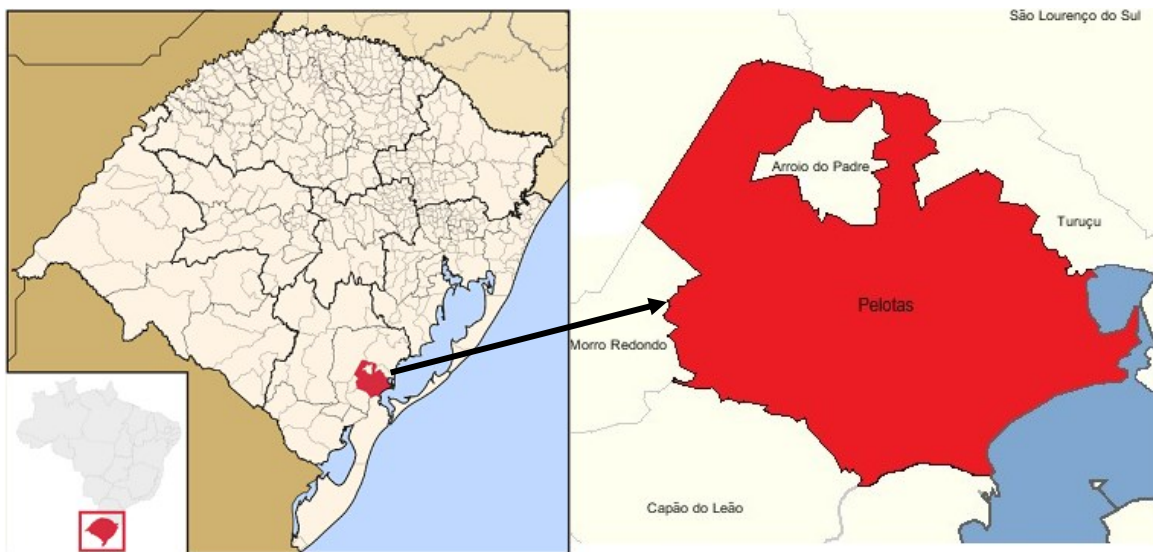 São Lourenço do Sul
Arroio do Padre
Turuçu
Pelotas
Morro Redondo
Capão do Leão